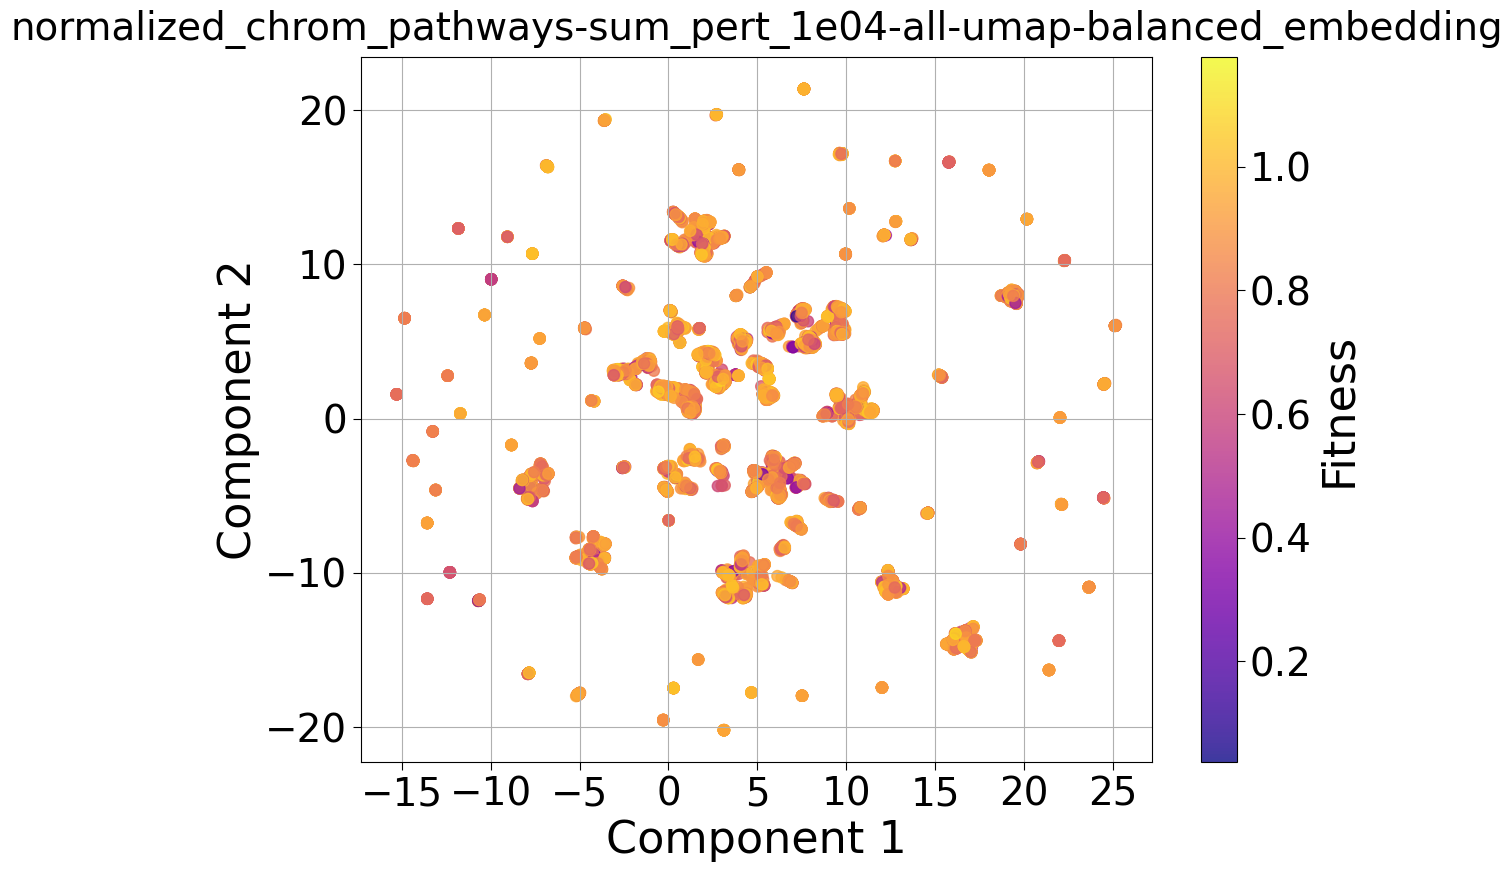 normalized_chrom_pathways-sum_pert_1e04-all-umap-balanced_embedding
20
10
0
−10
−20
Component 2
−15 −10 −5 0 5 10 15 20 25
Component 1
1.0
0.8
0.6
0.4
0.2
Fitness